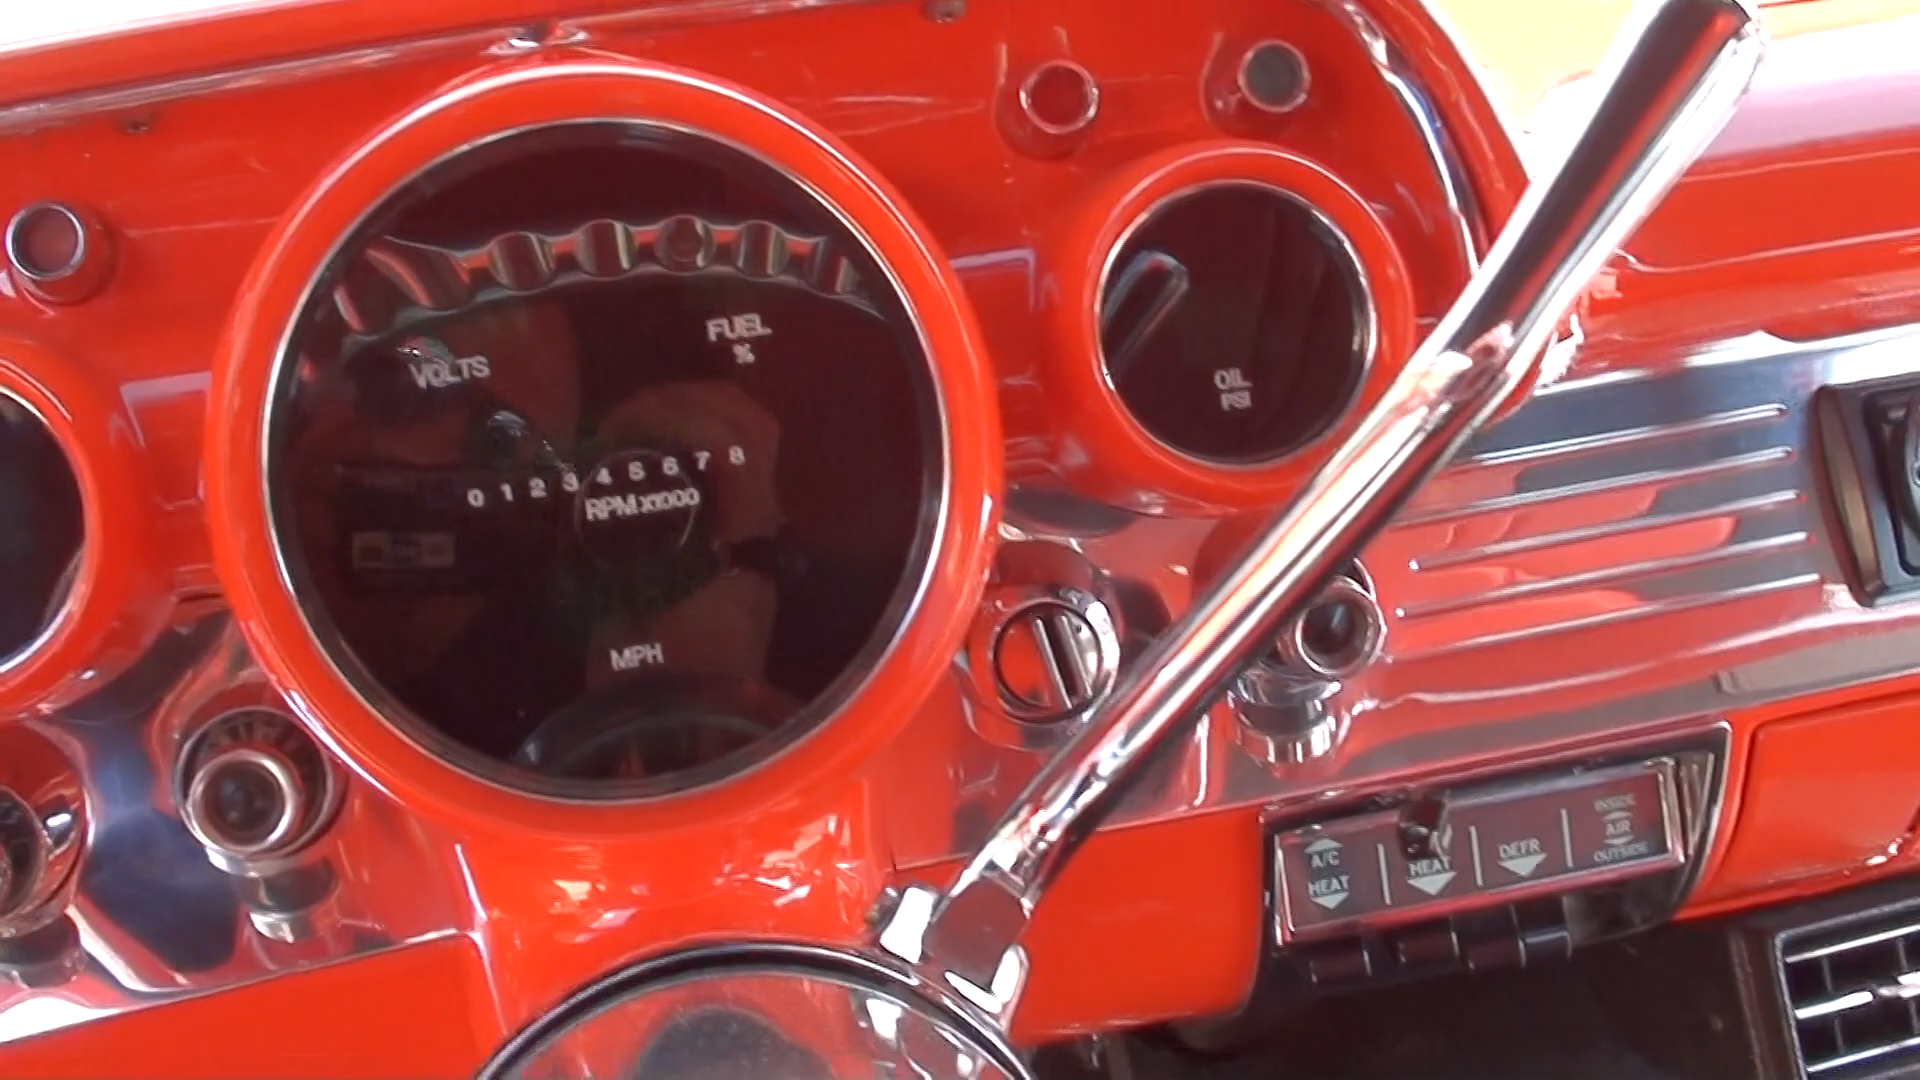 VOLTS
FUEL
%
0 1 2 3 4 5 6 7 8
RPM x1000
MPH
OIL
PSI
A/C
HEAT
HEAT
DEFR
INSIDE
AIR
OUTSIDE